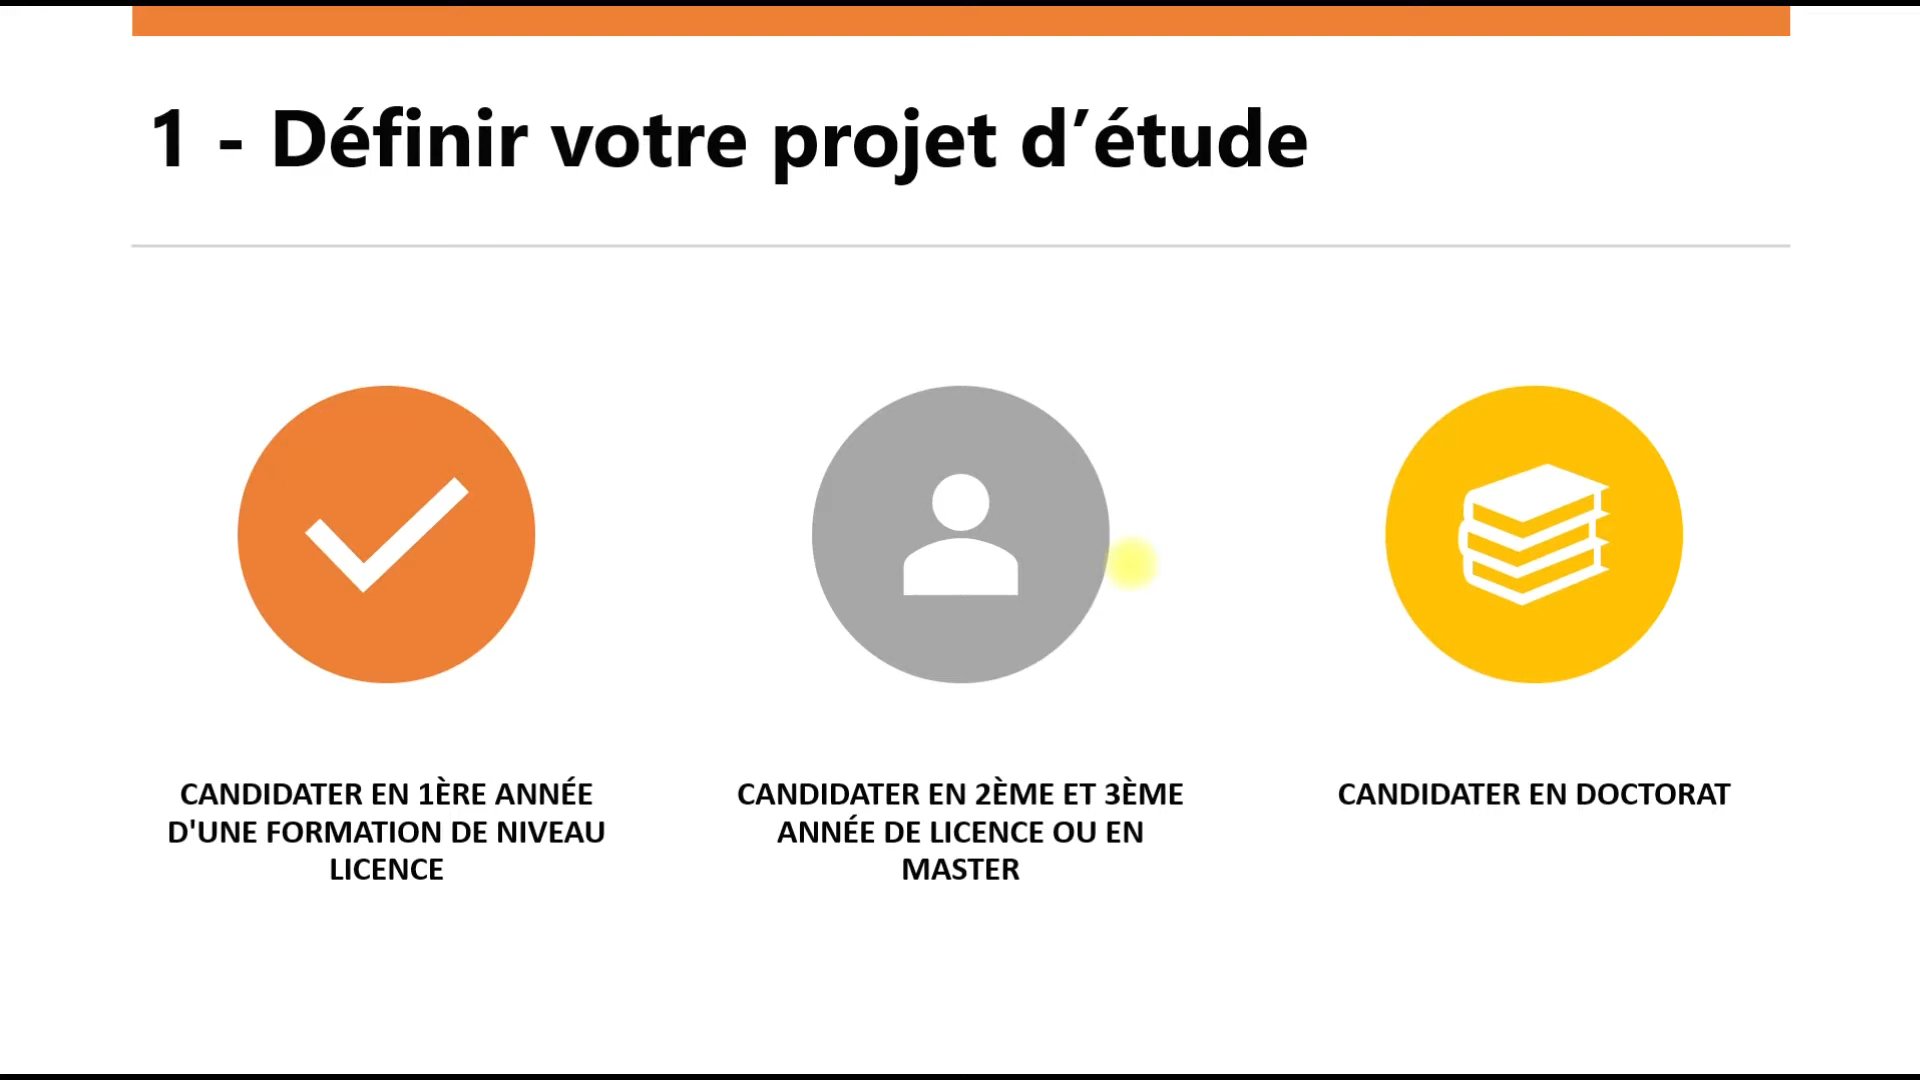 1 - Définir votre projet d’étude
CANDIDATER EN 1ÈRE ANNÉE
D'UNE FORMATION DE NIVEAU
LICENCE
CANDIDATER EN 2ÈME ET 3ÈME
ANNÉE DE LICENCE OU EN
MASTER
CANDIDATER EN DOCTORAT